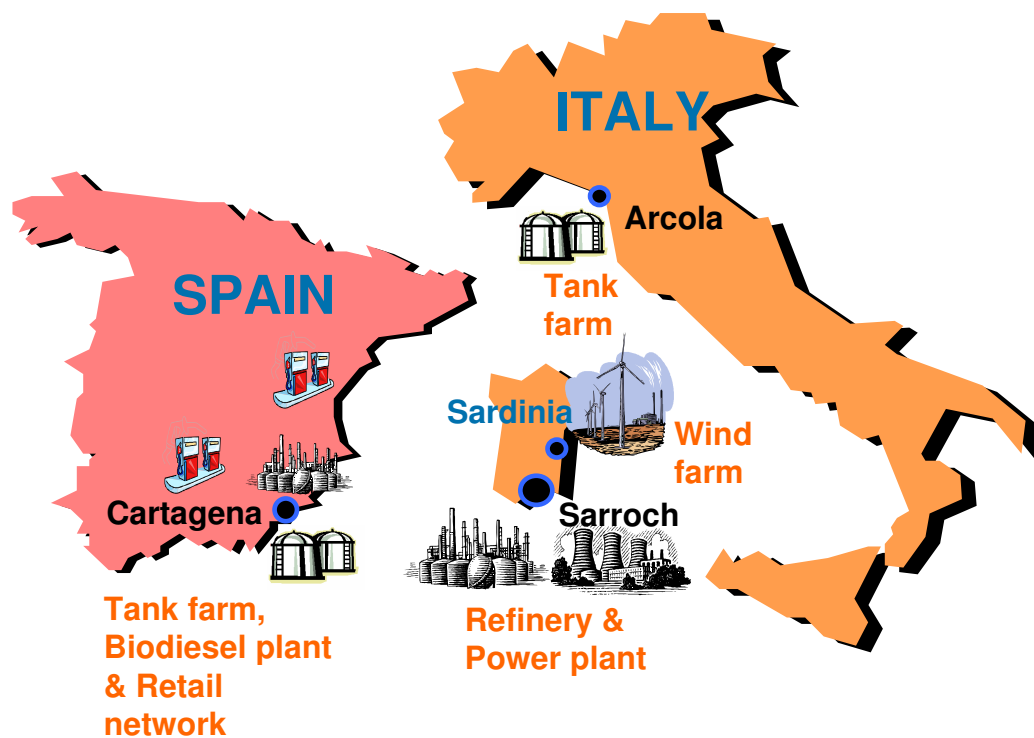 ITALY
Arcola
Tank
farm
SPAIN
Sardinia
Wind
farm
Cartagena
Sarroch
Tank farm,
Biodiesel plant
& Retail
network
Refinery &
Power plant